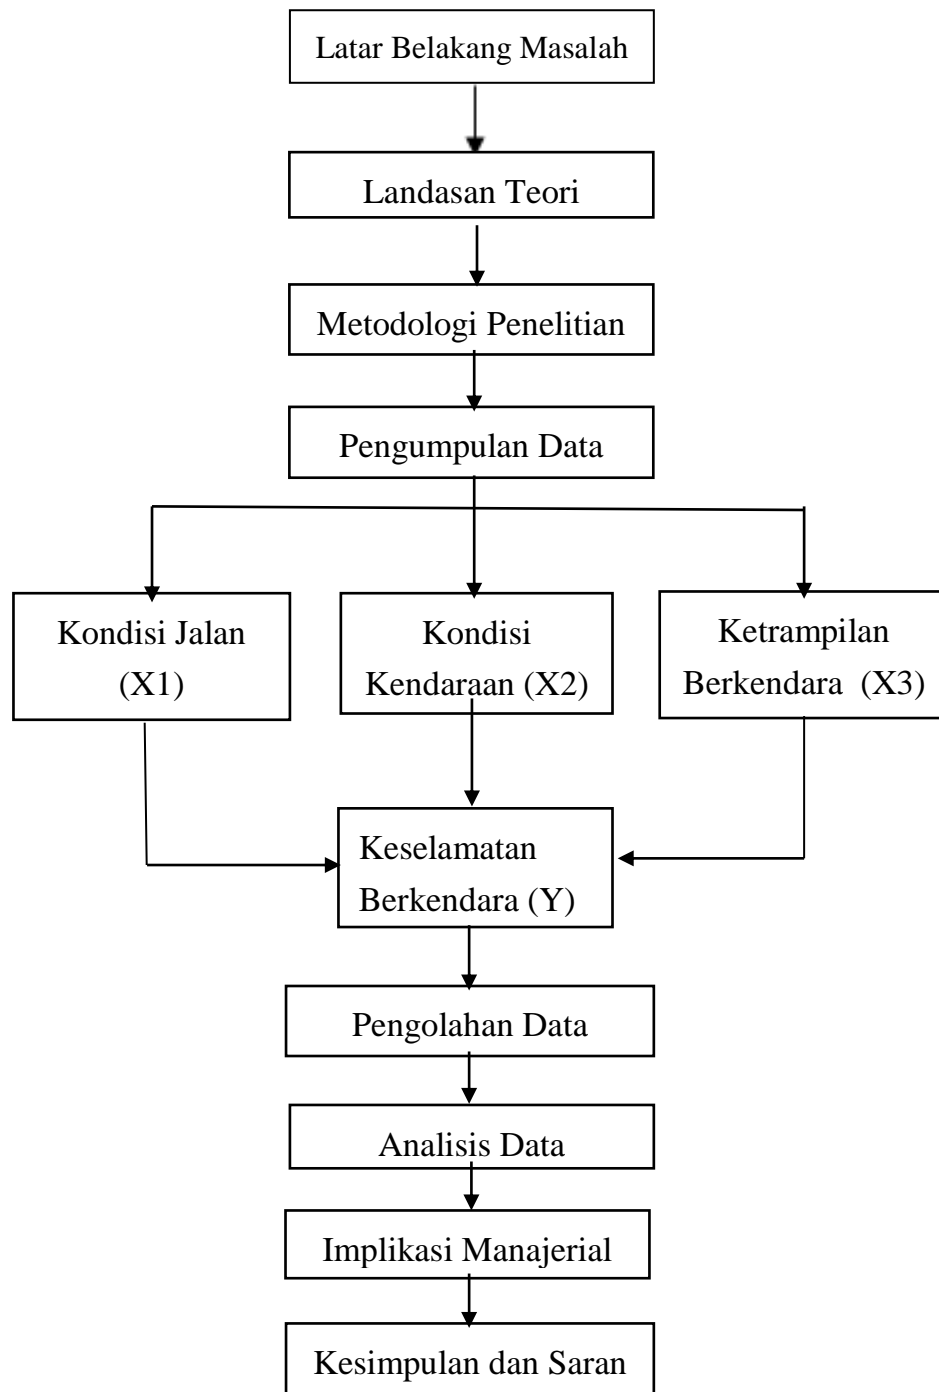 Latar Belakang Masalah
Landasan Teori
Metodologi Penelitian
Pengumpulan Data
Kondisi Jalan
(X1)
Kondisi
Kendaraan (X2)
Ketrampilan
Berkendara (X3)
Keselamatan
Berkendara (Y)
Pengolahan Data
Analisis Data
Implikasi Manajerial
Kesimpulan dan Saran